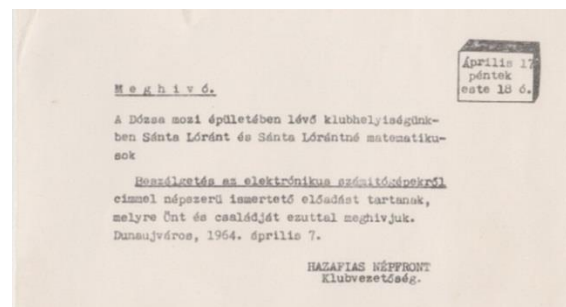 Április 17
péntek
este 18 ó.
Meghivó.
A Dózsa mozi épületében lévő klubhelyiségünk-
ben Sánta Lóránt és Sánta Lórántné matematiku-
sok
Beszélgetés az elektrónikus számitógépekről
cimmel népszerű ismertető előadást tartanak,
melyre Önt és családját ezuttal meghivjuk.
Dunaujváros, 1964. április 7.
HAZAFIAS NÉPFRONT
Klubvezetőség.